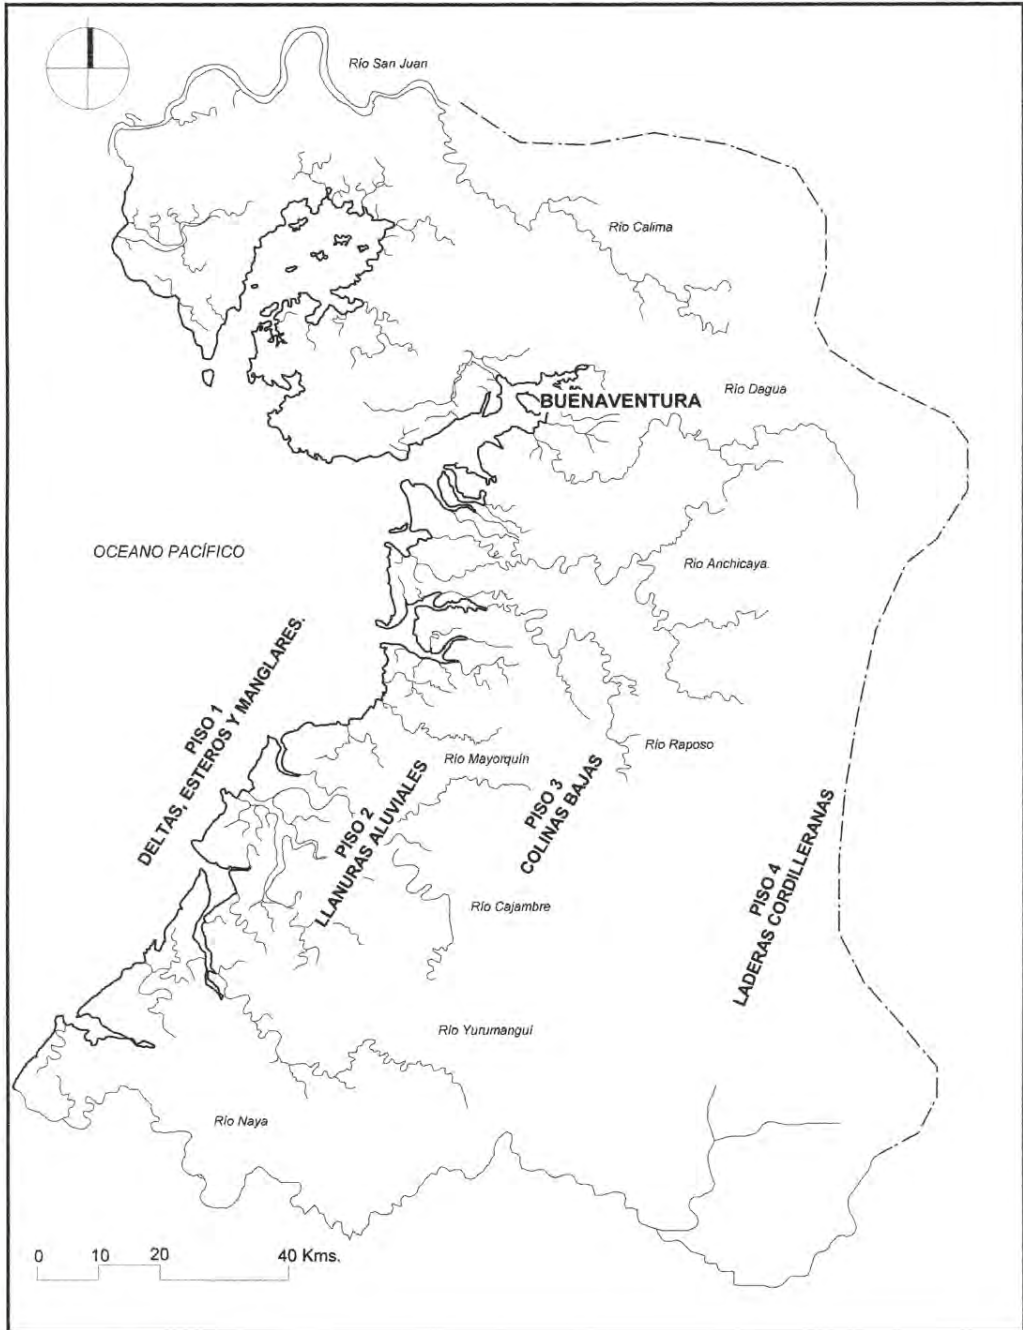 Río San Juan
Río Calima
Río Dagua
BUENAVENTURA
OCEANO PACÍFICO
Río Anchicaya.
PISO 1
DELTAS, ESTEROS Y MANGLARES.
Río Raposo
Río Mayorquín
PISO 2
LLANURAS ALUVIALES
PISO 3
COLINAS BAJAS
PISO 4
LADERAS CORDILLERANAS
Río Cajambre
Río Yurumanguí
Río Naya
0 10 20 40 Kms.